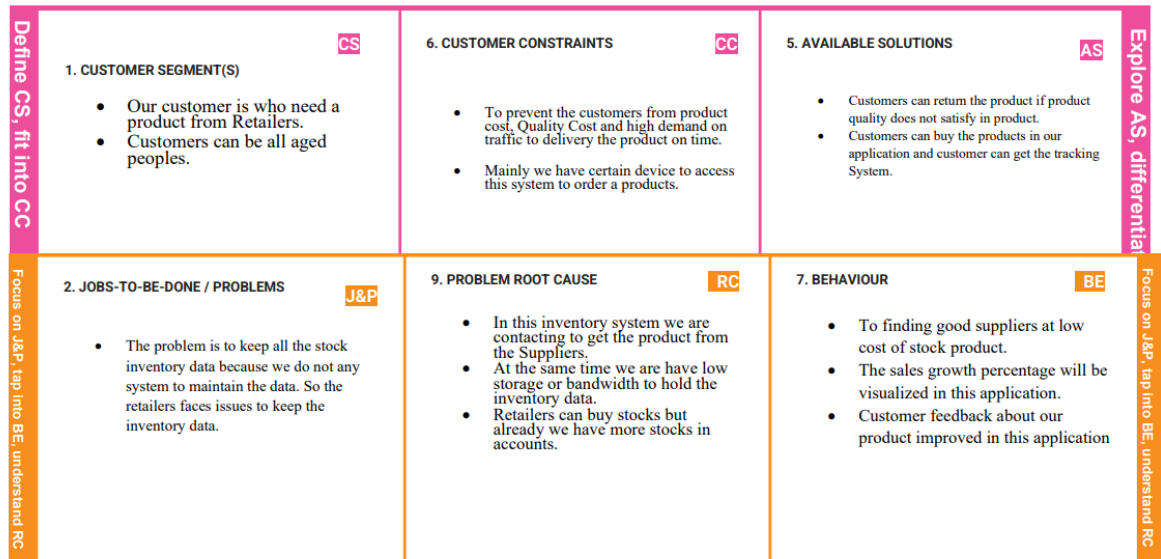 Define CS, fit into CC
CS
1. CUSTOMER SEGMENT(S)
● Our customer is who need a
product from Retailers.
● Customers can be all aged
peoples.
6. CUSTOMER CONSTRAINTS
CC
● To prevent the customers from product
cost, Quality Cost and high demand on
traffic to delivery the product on time.
● Mainly we have certain device to access
this system to order a products.
5. AVAILABLE SOLUTIONS
AS
● Customers can return the product if product
quality does not satisfy in product.
● Customers can buy the products in our
application and customer can get the tracking
System.
Explore AS, differentiat
Focus on J&P, tap into BE, understand RC
2. JOBS-TO-BE-DONE / PROBLEMS
J&P
● The problem is to keep all the stock
inventory data because we do not any
system to maintain the data. So the
retailers faces issues to keep the
inventory data.
9. PROBLEM ROOT CAUSE
RC
● In this inventory system we are
contacting to get the product from
the Suppliers.
● At the same time we are have low
storage or bandwidth to hold the
inventory data.
● Retailers can buy stocks but
already we have more stocks in
accounts.
7. BEHAVIOUR
BE
● To finding good suppliers at low
cost of stock product.
● The sales growth percentage will be
visualized in this application.
● Customer feedback about our
product improved in this application
Focus on J&P, tap into BE, understand RC